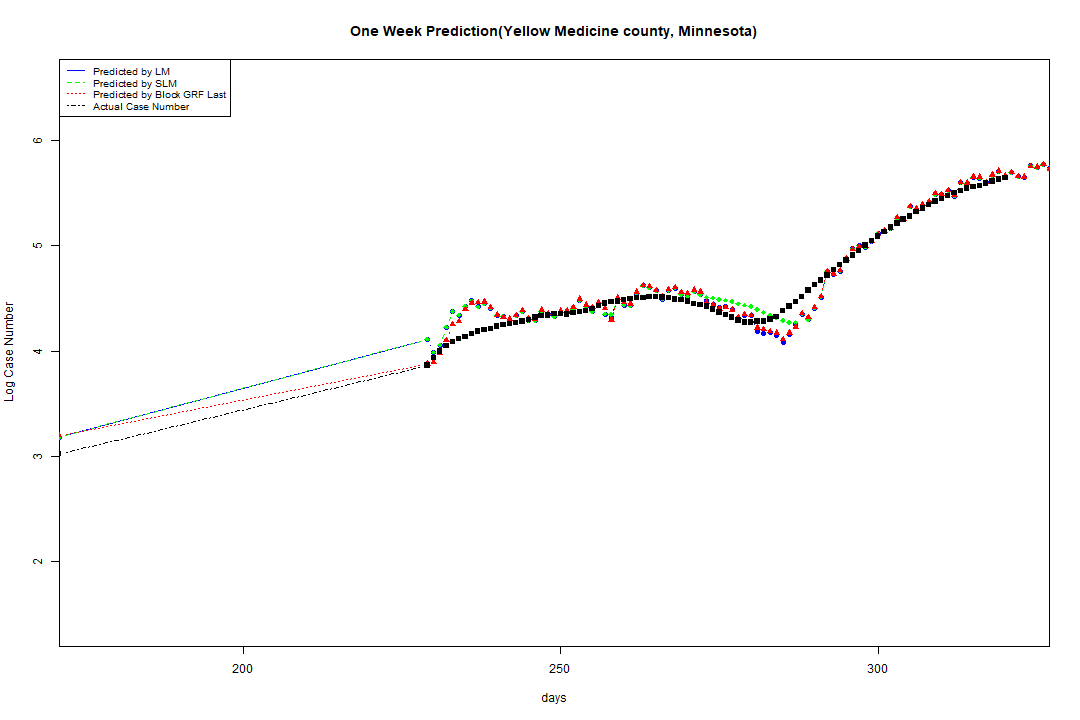 One Week Prediction(Yellow Medicine county, Minnesota)
Predicted by LM
Predicted by SLM
Predicted by Block GRF Last
Actual Case Number
6
5
4
3
2
Log Case Number
200 250 300
days